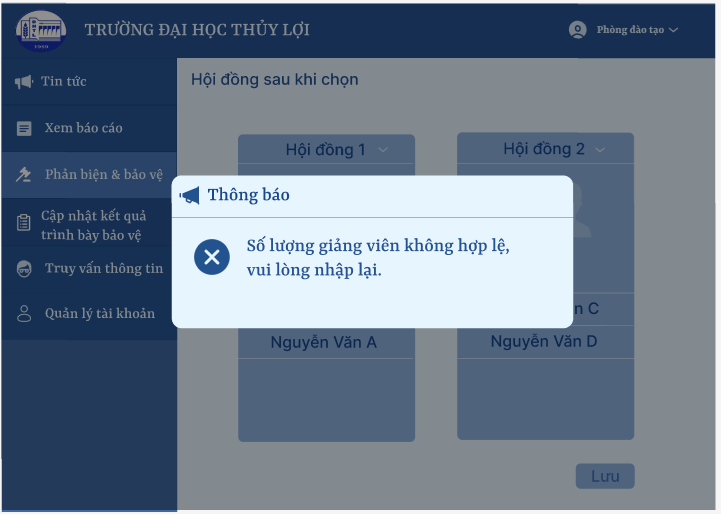 1959
TRƯỜNG ĐẠI HỌC THỦY LỢI
Phòng đào tạo
Tin tức
Xem báo cáo
Phản biện & bảo vệ
Cập nhật kết quả
trình bày bảo vệ
Truy vấn thông tin
Quản lý tài khoản
Hội đồng sau khi chọn
Hội đồng 1
Hội đồng 2
Thông báo
Số lượng giảng viên không hợp lệ,
vui lòng nhập lại.
n C
Nguyễn Văn A
Nguyễn Văn D
Lưu